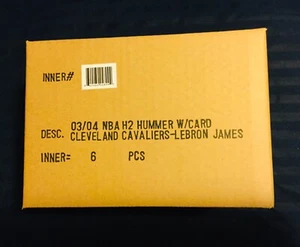 INNER#
03/04 NBA H2 HUMMER W/CARD
DESC. CLEVELAND CAVALIERS-LEBRON JAMES
INNER= 6 PCS